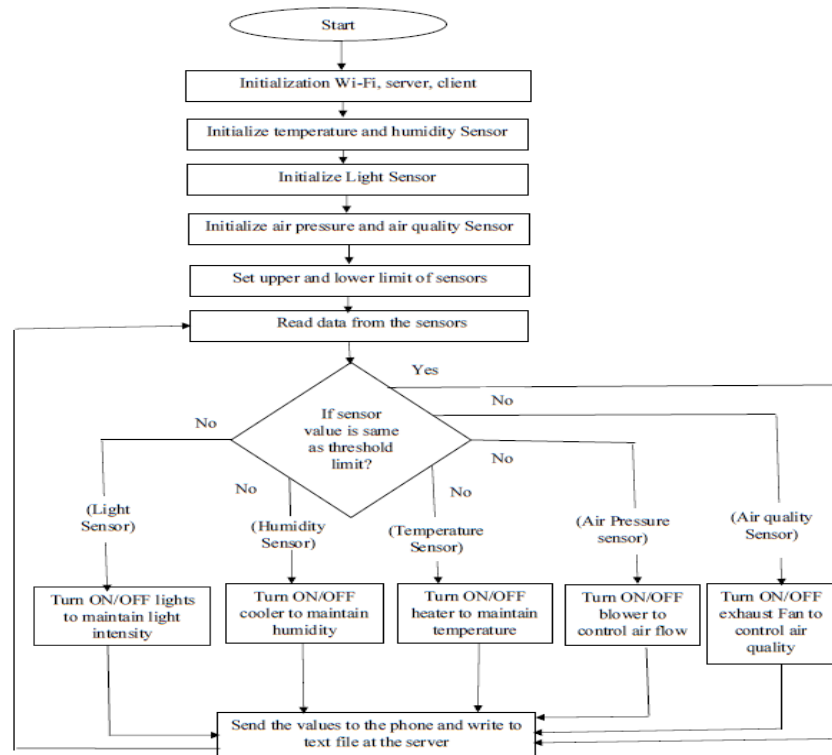 Start
Initialization Wi-Fi, server, client
Initialize temperature and humidity Sensor
Initialize Light Sensor
Initialize air pressure and air quality Sensor
Set upper and lower limit of sensors
Read data from the sensors
Yes
No
If sensor
value is same
as threshold
limit?
No
No
No
No
(Light
Sensor)
(Humidity
Sensor)
(Temperature
Sensor)
(Air Pressure
sensor)
(Air quality
Sensor)
Turn ON/OFF lights
to maintain light
intensity
Turn ON/OFF
cooler to maintain
humidity
Turn ON/OFF
heater to maintain
temperature
Turn ON/OFF
blower to
control air flow
Turn ON/OFF
exhaust Fan to
control air
quality
Send the values to the phone and write to
text file at the server